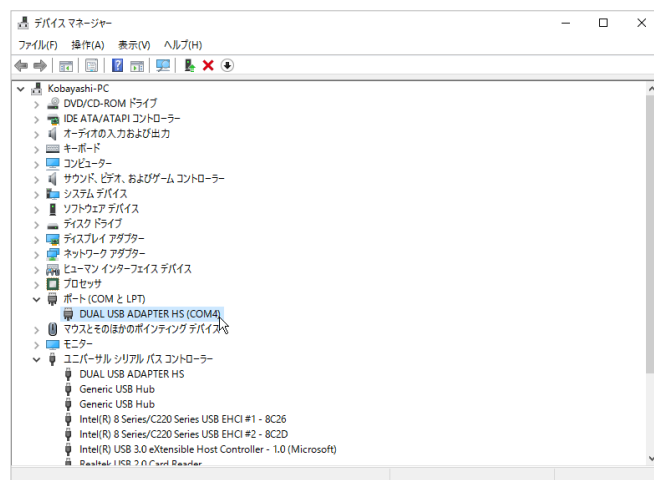 デバイス マネージャー
ファイル(F) 操作(A) 表示(V) ヘルプ(H)
Kobayashi-PC
DVD/CD-ROM ドライブ
IDE ATA/ATAPI コントローラー
オーディオの入力および出力
キーボード
コンピューター
サウンド、ビデオ、およびゲーム コントローラー
システム デバイス
ソフトウェア デバイス
ディスク ドライブ
ディスプレイ アダプター
ネットワーク アダプター
ヒューマン インターフェイス デバイス
プロセッサ
ポート (COM と LPT)
DUAL USB ADAPTER HS (COM4)
マウスとそのほかのポインティング デバイス
モニター
ユニバーサル シリアル バス コントローラー
DUAL USB ADAPTER HS
Generic USB Hub
Generic USB Hub
Intel(R) 8 Series/C220 Series USB EHCI #1 - 8C26
Intel(R) 8 Series/C220 Series USB EHCI #2 - 8C2D
Intel(R) USB 3.0 eXtensible Host Controller - 1.0 (Microsoft)
Realtek USB 2.0 Card Reader